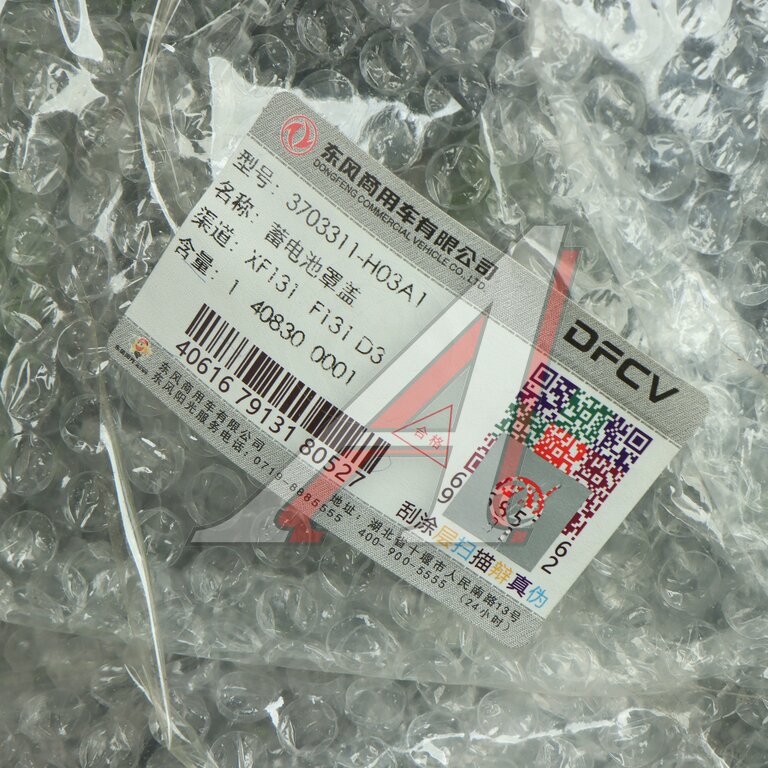 东风商用车有限公司
DONGFENG COMMERCIAL VEHICLE CO., LTD
DFCV
型号: 3703311-H03A1
名称: 蓄电池罩盖
渠道: XFi3i Fi3i D3
含量: 1 40830 0001
40616 79131 80527
合格
刮涂层扫描辩真伪
东风商用车有限公司 地址: 湖北省十堰市人民南路13号
东风阳光服务电话: 0719-8885555 400-900-5555 (24小时)